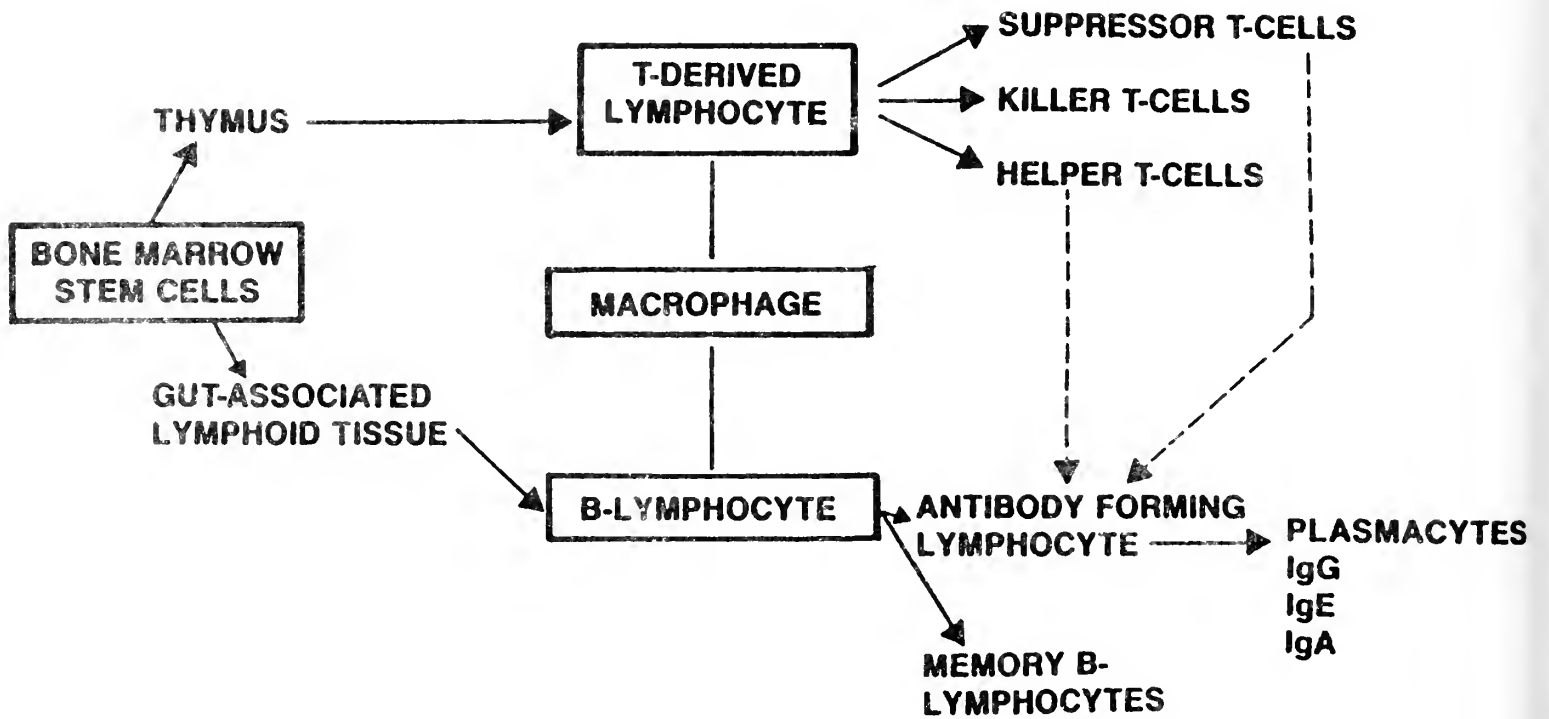 SUPPRESSOR T-CELLS
T-DERIVED
LYMPHOCYTE
KILLER T-CELLS
THYMUS
HELPER T-CELLS
BONE MARROW
STEM CELLS
MACROPHAGE
GUT-ASSOCIATED
LYMPHOID TISSUE
B-LYMPHOCYTE
ANTIBODY FORMING
LYMPHOCYTE
PLASMACYTES
IgG
IgE
IgA
MEMORY B-
LYMPHOCYTES